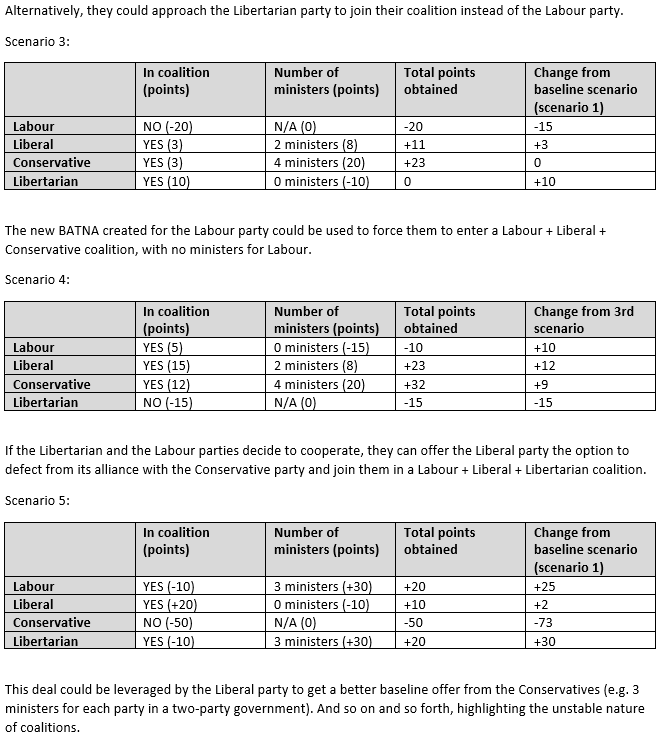 Alternatively, they could approach the Libertarian party to join their coalition instead of the Labour party.
Scenario 3:
In coalition (points) Number of ministers (points) Total points obtained Change from baseline scenario (scenario 1)
Labour NO (-20) N/A (0) -20 -15
Liberal YES (3) 2 ministers (8) +11 +3
Conservative YES (3) 4 ministers (20) +23 0
Libertarian YES (10) 0 ministers (-10) 0 +10
The new BATNA created for the Labour party could be used to force them to enter a Labour + Liberal +
Conservative coalition, with no ministers for Labour.
Scenario 4:
In coalition (points) Number of ministers (points) Total points obtained Change from 3rd scenario
Labour YES (5) 0 ministers (-15) -10 +10
Liberal YES (15) 2 ministers (8) +23 +12
Conservative YES (12) 4 ministers (20) +32 +9
Libertarian NO (-15) N/A (0) -15 -15
If the Libertarian and the Labour parties decide to cooperate, they can offer the Liberal party the option to
defect from its alliance with the Conservative party and join them in a Labour + Liberal + Libertarian coalition.
Scenario 5:
In coalition (points) Number of ministers (points) Total points obtained Change from baseline scenario (scenario 1)
Labour YES (-10) 3 ministers (+30) +20 +25
Liberal YES (+20) 0 ministers (-10) +10 +2
Conservative NO (-50) N/A (0) -50 -73
Libertarian YES (-10) 3 ministers (+30) +20 +30
This deal could be leveraged by the Liberal party to get a better baseline offer from the Conservatives (e.g. 3
ministers for each party in a two-party government). And so on and so forth, highlighting the unstable nature
of coalitions.